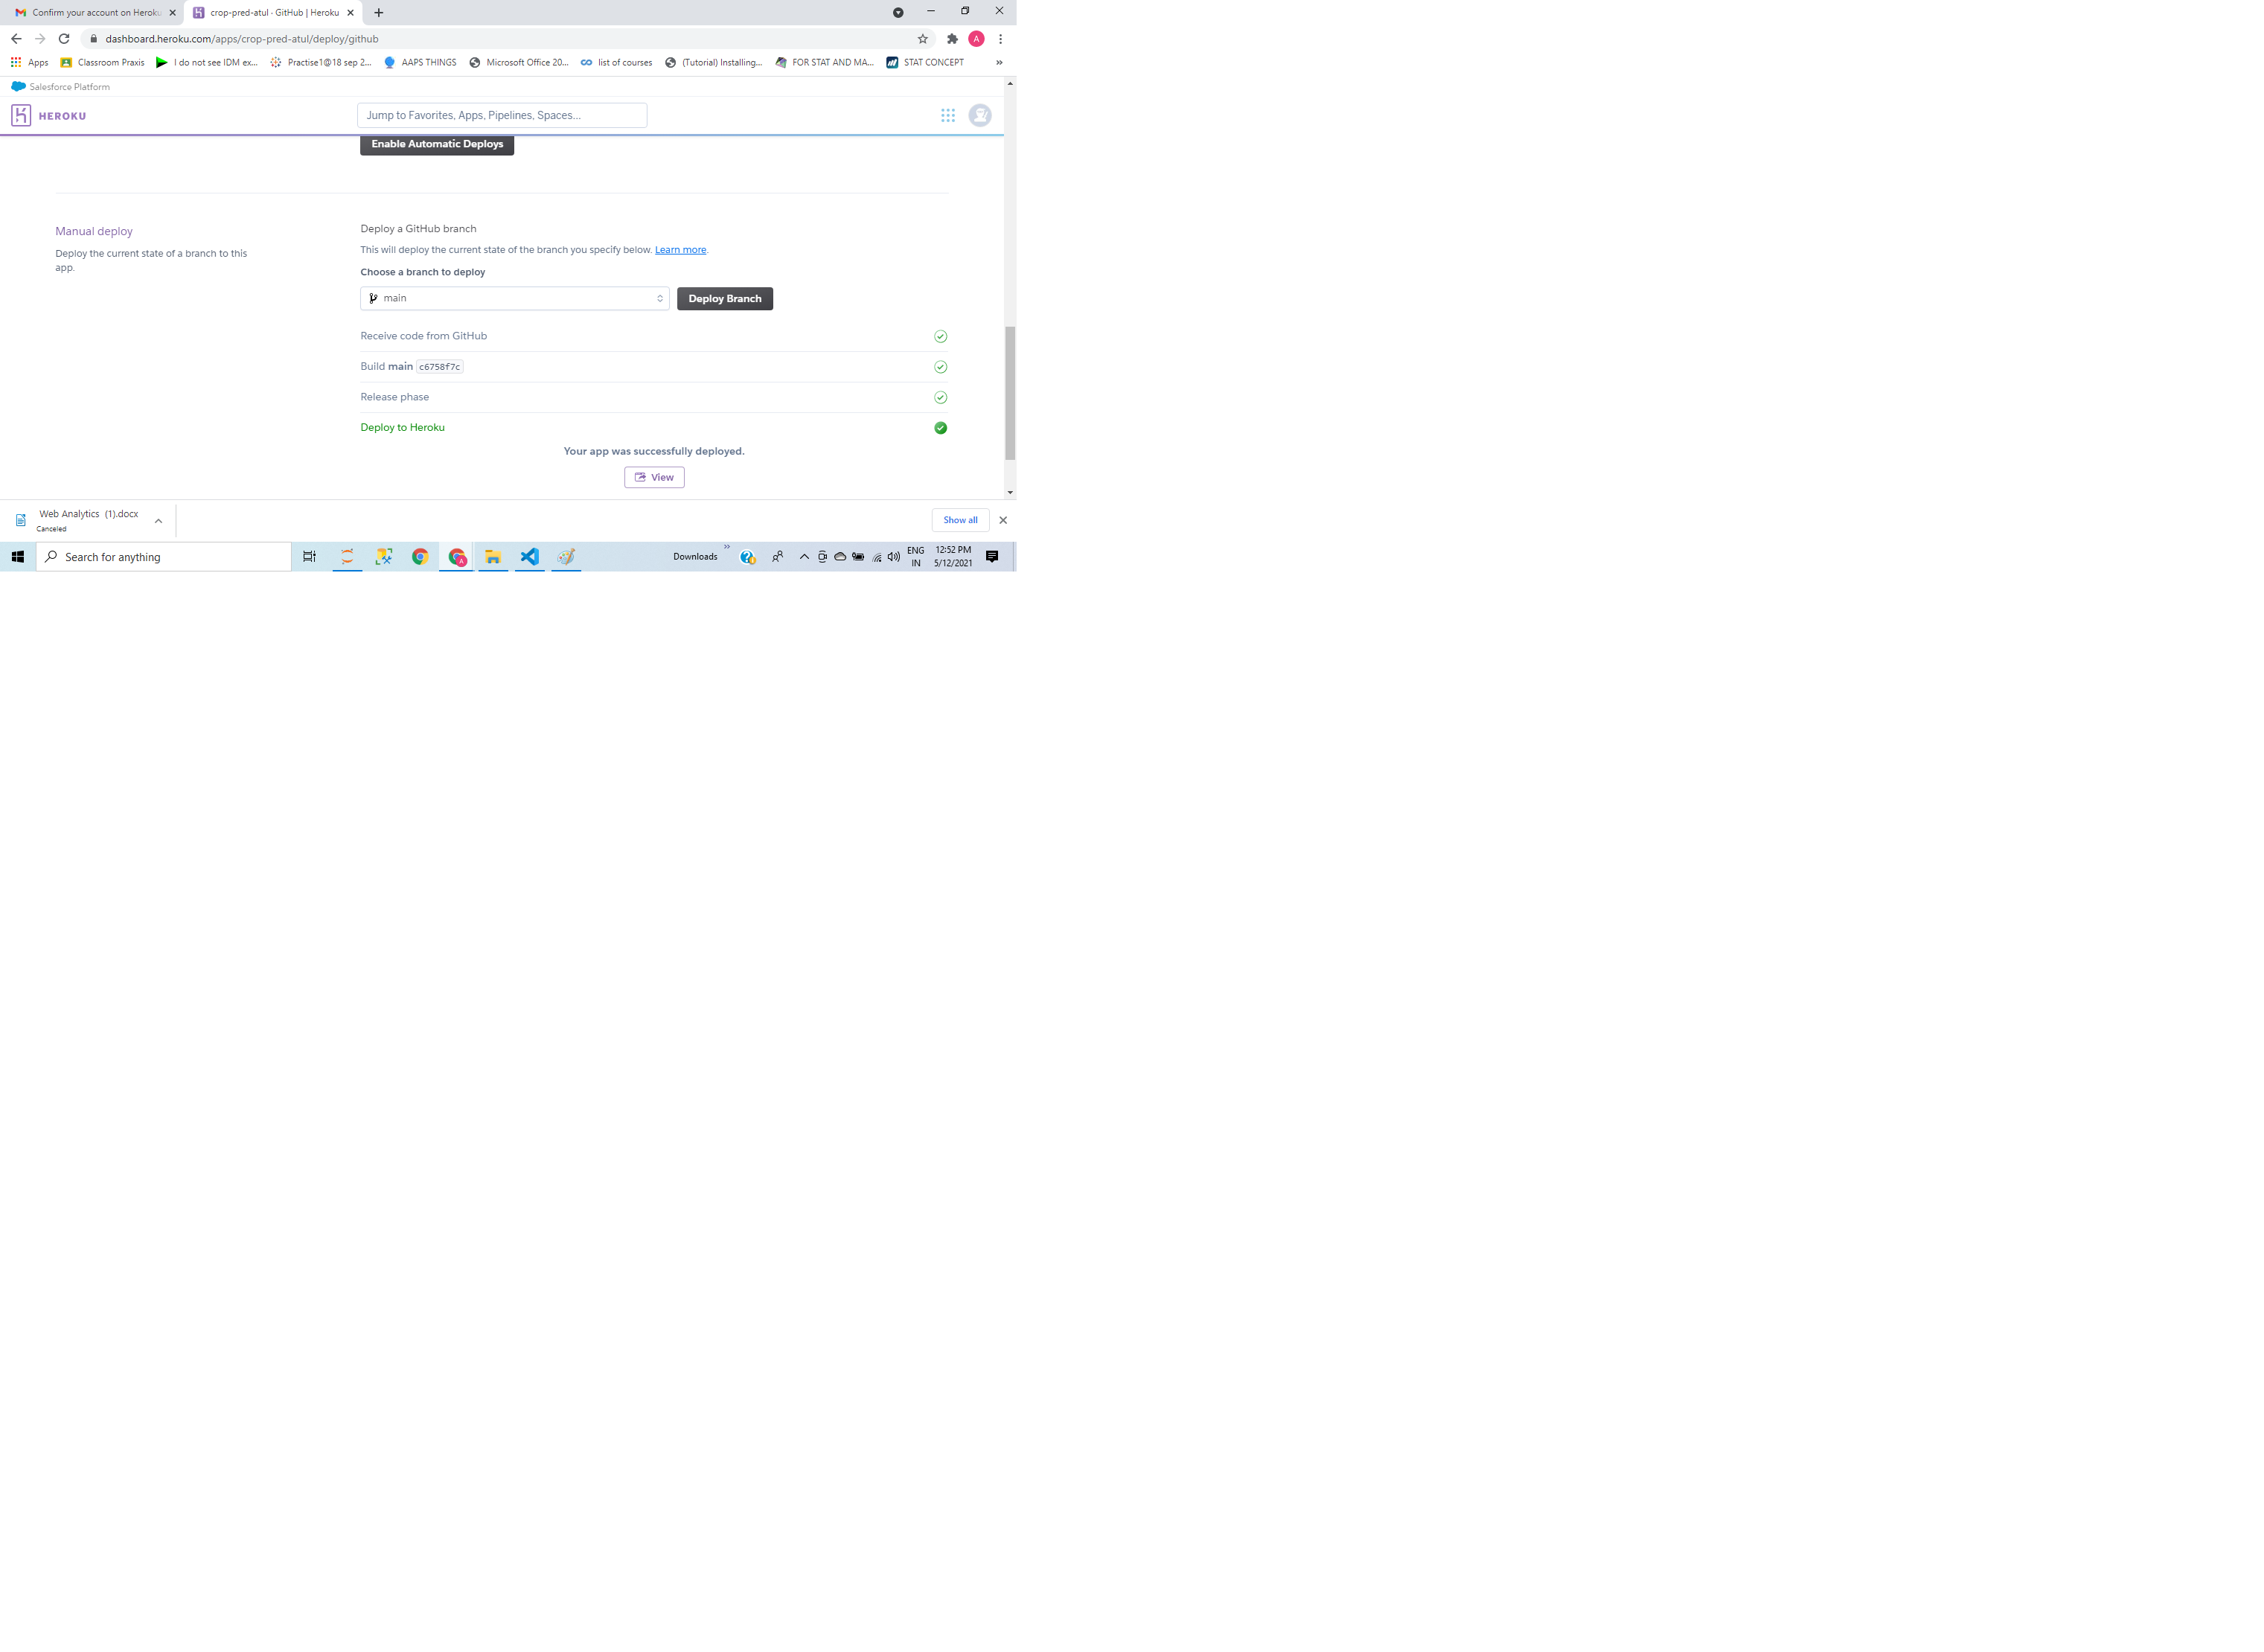 Confirm your account on Heroku
crop-pred-atul · GitHub | Heroku
dashboard.heroku.com/apps/crop-pred-atul/deploy/github
A
Apps
Classroom Praxis
I do not see IDM ex...
Practise1@18 sep 2...
AAPS THINGS
Microsoft Office 20...
list of courses
(Tutorial) Installing...
FOR STAT AND MA...
STAT CONCEPT
»
Salesforce Platform
HEROKU
Jump to Favorites, Apps, Pipelines, Spaces...
Enable Automatic Deploys
Manual deploy
Deploy the current state of a branch to this
app.
Deploy a GitHub branch
This will deploy the current state of the branch you specify below. Learn more.
Choose a branch to deploy
main
Deploy Branch
Receive code from GitHub
Build main c6758f7c
Release phase
Deploy to Heroku
Your app was successfully deployed.
View
Web Analytics (1).docx
Canceled
Show all
Search for anything
Downloads
»
ENG
IN
12:52 PM
5/12/2021